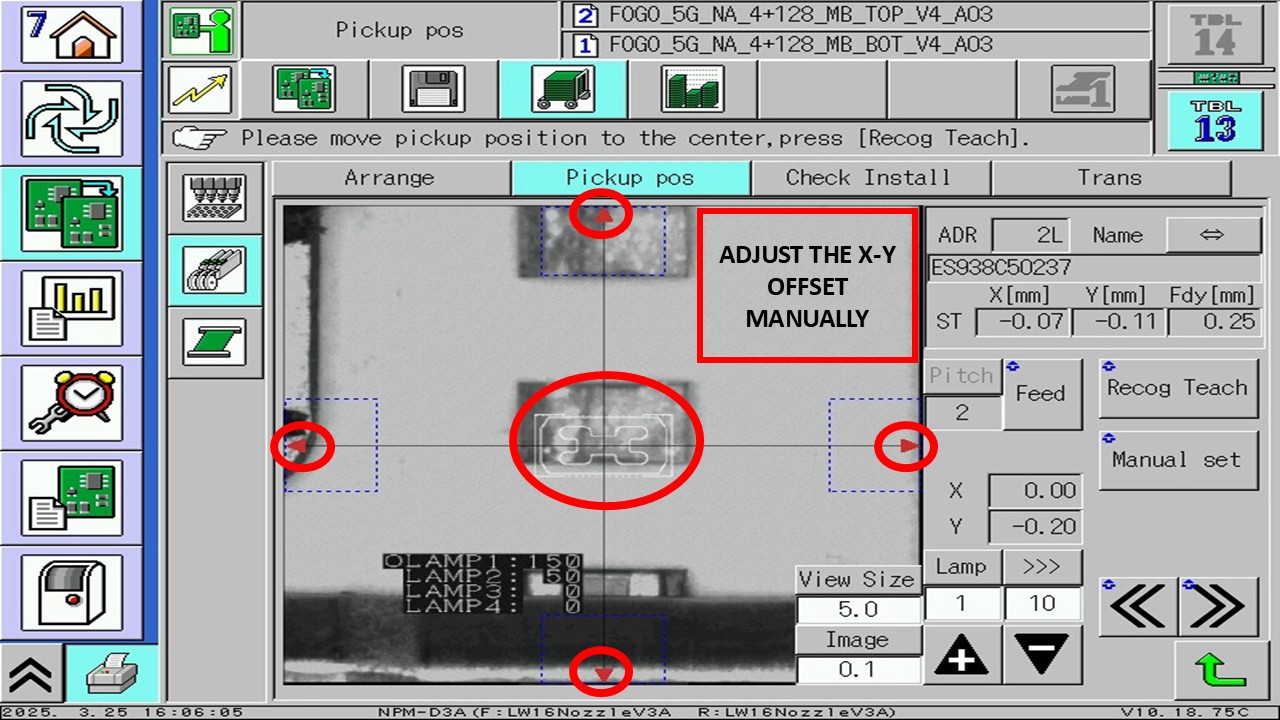 7
Pickup pos
2 FOGO_5G_NA_4+128_MB_TOP_V4_A03
1 FOGO_5G_NA_4+128_MB_BOT_V4_A03
TBL
14
TBL
13
Please move pickup position to the center,press [Recog Teach].
Arrange Pickup pos Check Install Trans
ADJUST THE X-Y
OFFSET
MANUALLY
ADR 2L Name
ES938C50237
X[mm] Y[mm] Fdy[mm]
ST -0.07 -0.11 0.25
Pitch
2
Feed
Recog Teach
Manual set
X 0.00
Y -0.20
OLAMP1:150
LAMP2: 50
LAMP3: 0
LAMP4: 0
View Size
5.0
Image
0.1
Lamp >>>
1 10
2025. 3.25 16:06:05 NPM-D3A(F:LW16NozzleV3A R:LW16NozzleV3A) V10.18.75C